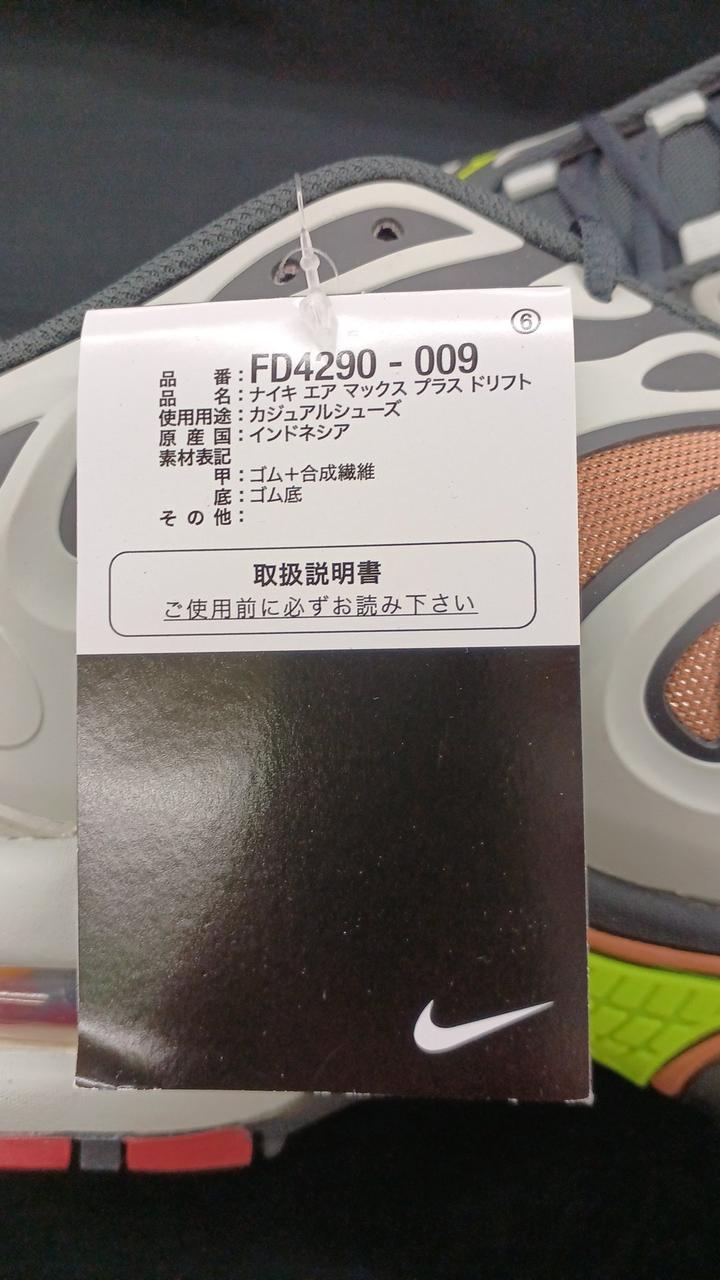 ⑥
品 番：FD4290 - 009
品 名：ナイキ エア マックス プラス ドリフト
使用用途：カジュアルシューズ
原 産 国：インドネシア
素材表記
甲：ゴム＋合成繊維
底：ゴム底
そ の 他：
取扱説明書
ご使用前に必ずお読み下さい